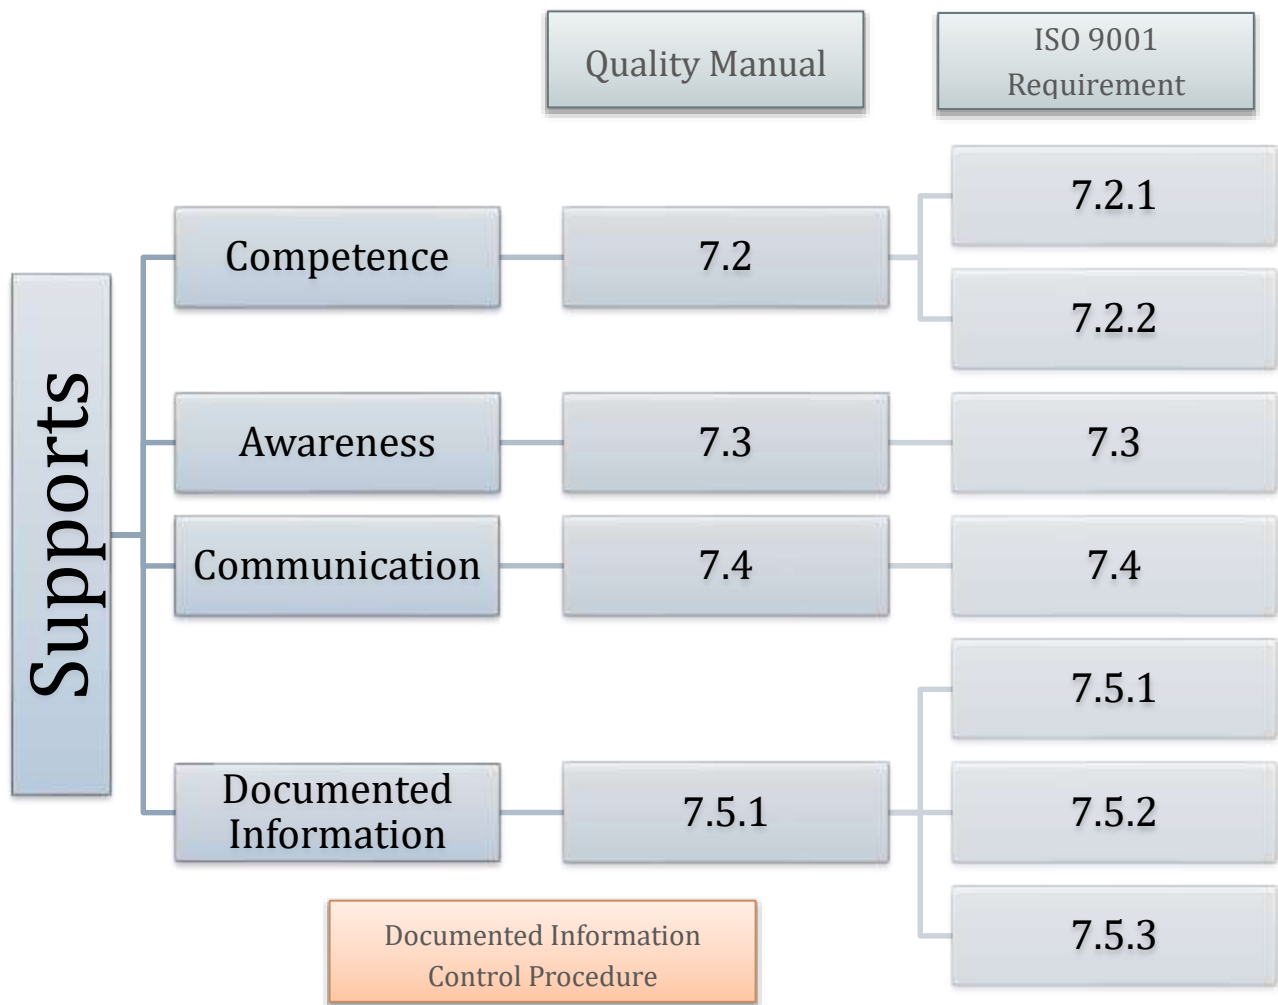 Quality Manual
ISO 9001
Requirement
Supports
Competence
7.2
7.2.1
7.2.2
Awareness
7.3
7.3
Communication
7.4
7.4
Documented
Information
7.5.1
7.5.1
7.5.2
7.5.3
Documented Information
Control Procedure